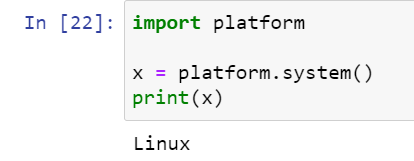 In [22]: import platform
x = platform.system()
print(x)
Linux